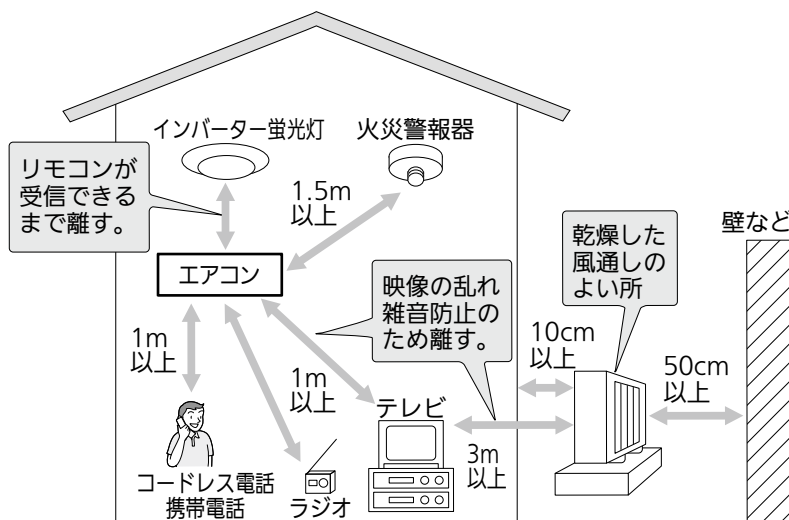 インバーター蛍光灯
火災警報器
リモコンが
受信できる
まで離す。
1.5m
以上
エアコン
乾燥した
風通しの
よい所
壁など
映像の乱れ
雑音防止の
ため離す。
1m
以上
1m
以上
10cm
以上
50cm
以上
テレビ
3m
以上
コードレス電話
携帯電話
ラジオ